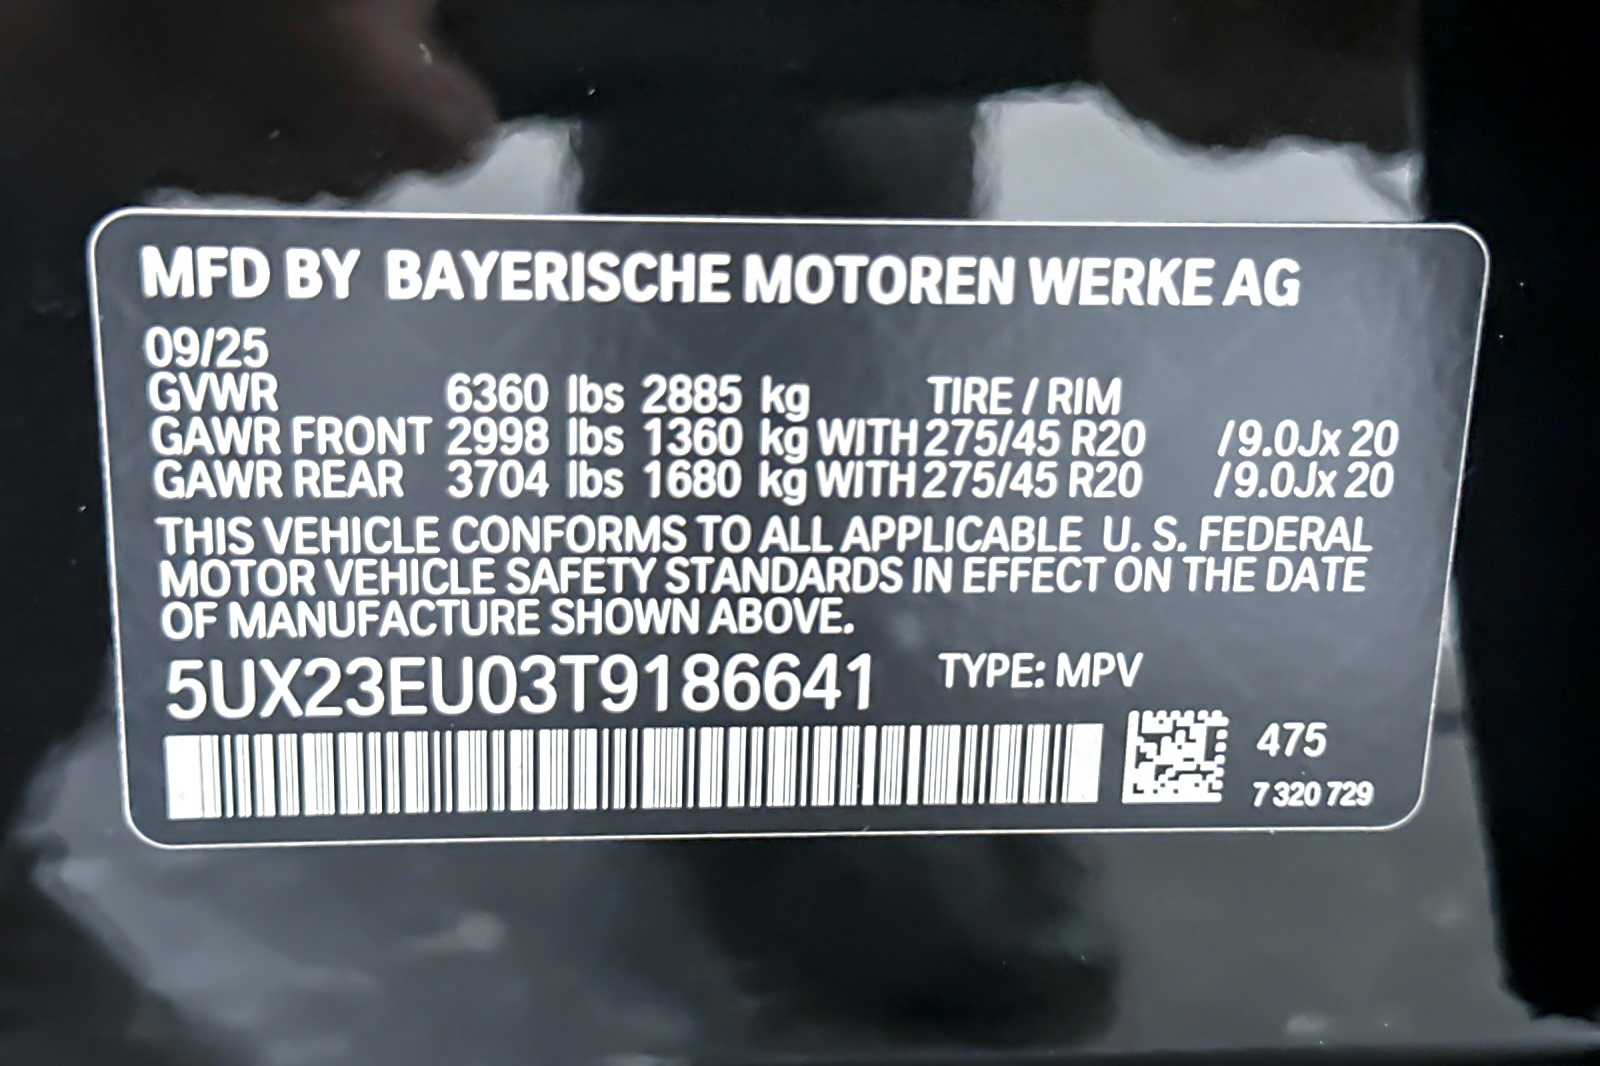 MFD BY BAYERISCHE MOTOREN WERKE AG
09/25
GVWR 6360 lbs 2885 kg TIRE / RIM
GAWR FRONT 2998 lbs 1360 kg WITH 275/45 R20 /9.0Jx 20
GAWR REAR 3704 lbs 1680 kg WITH 275/45 R20 /9.0Jx 20
THIS VEHICLE CONFORMS TO ALL APPLICABLE U. S. FEDERAL
MOTOR VEHICLE SAFETY STANDARDS IN EFFECT ON THE DATE
OF MANUFACTURE SHOWN ABOVE.
5UX23EU03T9186641 TYPE: MPV
475
7 320 729